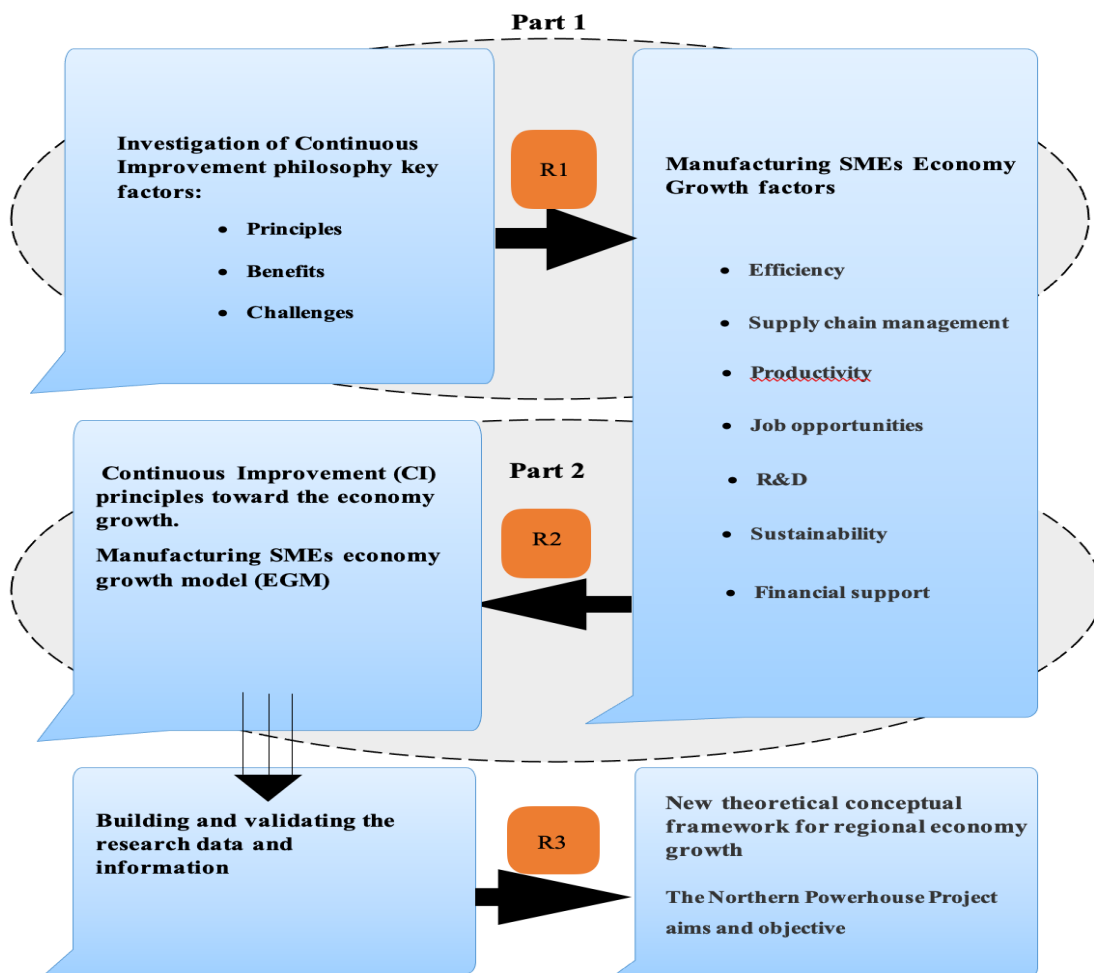 Part 1
Investigation of Continuous
Improvement philosophy key
factors:
• Principles
• Benefits
• Challenges
R1
Manufacturing SMEs Economy
Growth factors
• Efficiency
• Supply chain management
• Productivity
• Job opportunities
• R&D
• Sustainability
• Financial support
Part 2
Continuous Improvement (CI)
principles toward the economy
growth.
Manufacturing SMEs economy
growth model (EGM)
R2
Building and validating the
research data and
information
R3
New theoretical conceptual
framework for regional economy
growth
The Northern Powerhouse Project
aims and objective